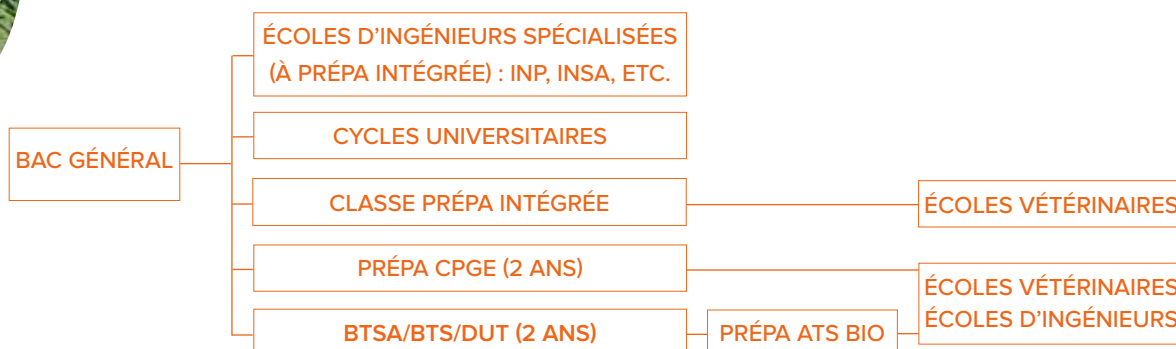 ÉCOLES D'INGÉNIEURS SPÉCIALISÉES
(À PRÉPA INTÉGRÉE) : INP, INSA, ETC.
CYCLES UNIVERSITAIRES
BAC GÉNÉRAL
CLASSE PRÉPA INTÉGRÉE
ÉCOLES VÉTÉRINAIRES
PRÉPA CPGE (2 ANS)
ÉCOLES VÉTÉRINAIRES
ÉCOLES D'INGÉNIEURS
BTSA/BTS/DUT (2 ANS)
PRÉPA ATS BIO